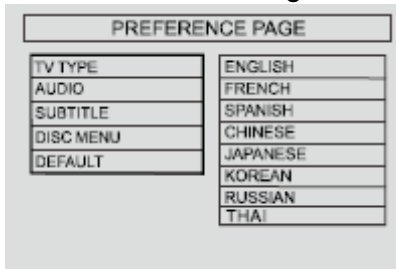 PREFERENCE PAGE
TV TYPE
AUDIO
SUBTITLE
DISC MENU
DEFAULT
ENGLISH
FRENCH
SPANISH
CHINESE
JAPANESE
KOREAN
RUSSIAN
THAI